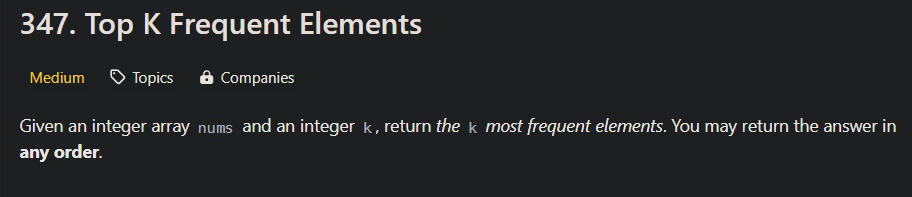 347. Top K Frequent Elements
Medium Topics Companies
Given an integer array nums and an integer k, return the k most frequent elements. You may return the answer in
any order.